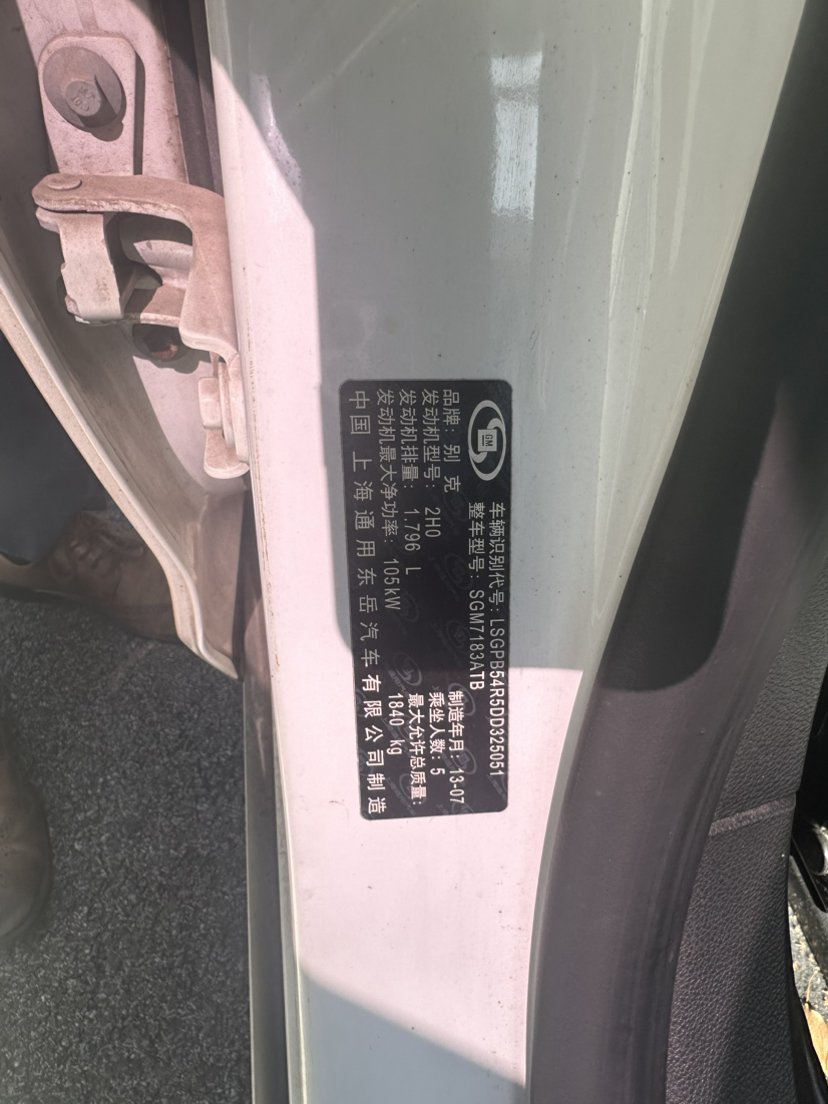 GM
车辆识别代号: LSGPB54R5DD325051
整车型号: SGM7183ATB
品牌: 别克
制造年月: 13-07
发动机型号: 2H0
乘坐人数: 5
发动机排量: 1.796 L
最大允许总质量:
1840 kg
发动机最大净功率: 105kW
中国 上海通用东岳汽车有限公司制造